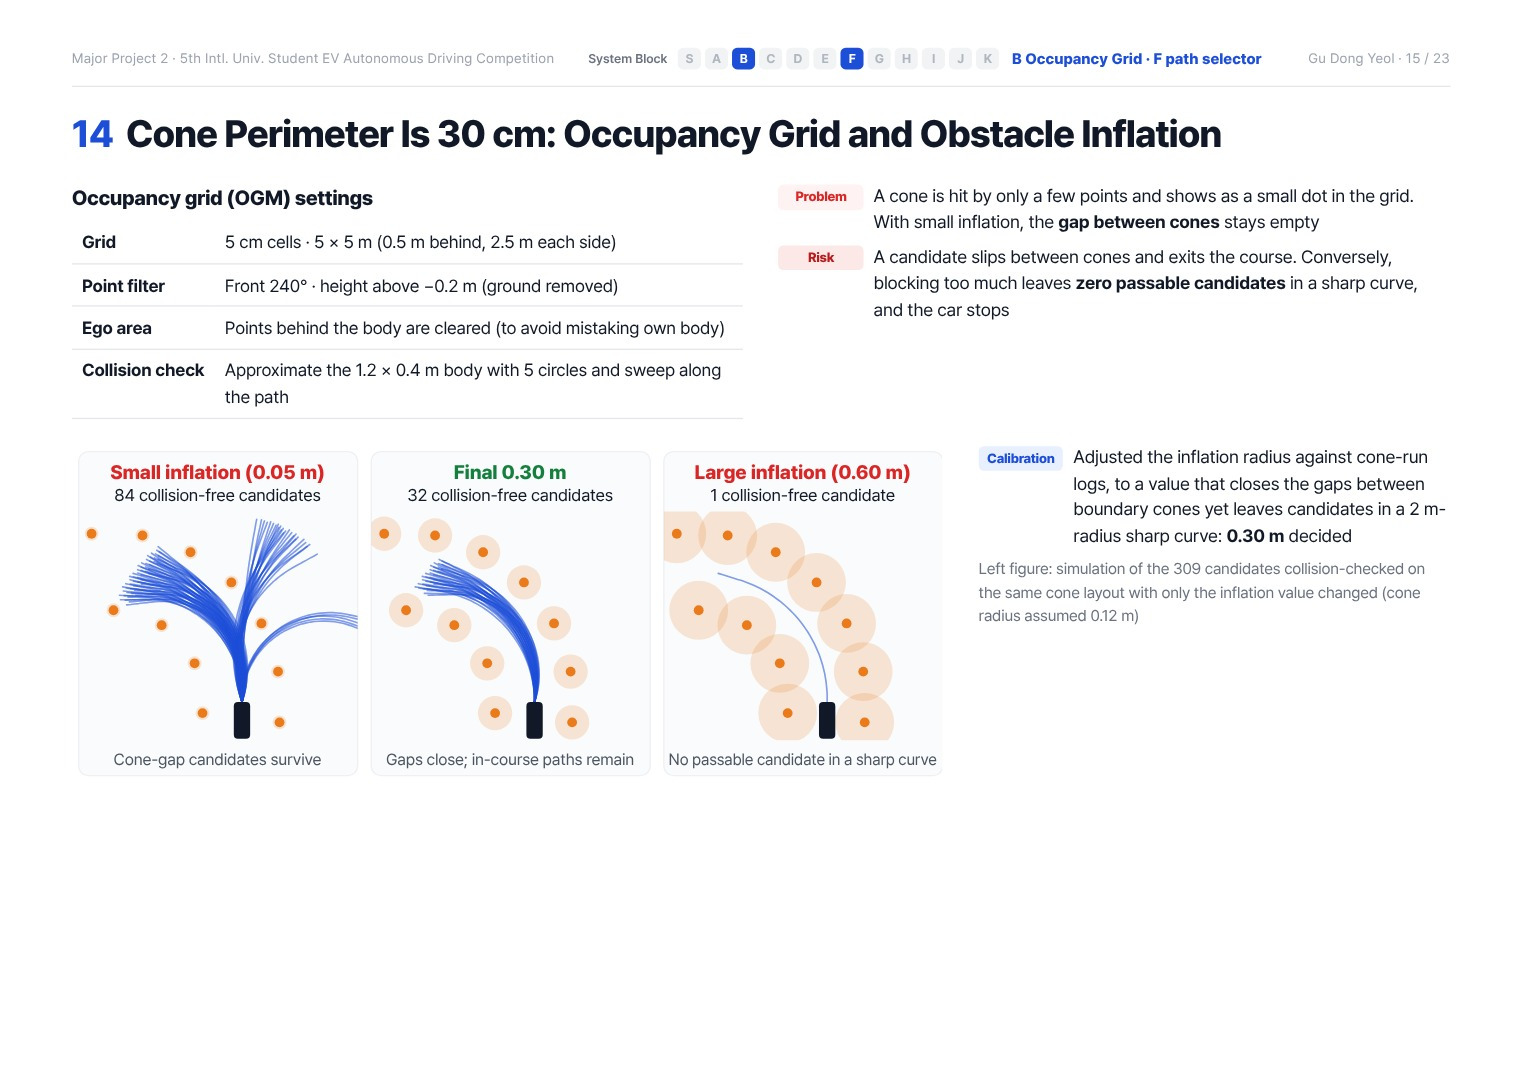 Major Project 2 · 5th Intl. Univ. Student EV Autonomous Driving Competition
System Block S A B C D E F G H I J K B Occupancy Grid · F path selector
Gu Dong Yeol · 15 / 23
14 Cone Perimeter Is 30 cm: Occupancy Grid and Obstacle Inflation
Occupancy grid (OGM) settings
Grid 5 cm cells · 5 × 5 m (0.5 m behind, 2.5 m each side)
Point filter Front 240° · height above −0.2 m (ground removed)
Ego area Points behind the body are cleared (to avoid mistaking own body)
Collision check Approximate the 1.2 × 0.4 m body with 5 circles and sweep along
the path
Problem A cone is hit by only a few points and shows as a small dot in the grid.
With small inflation, the gap between cones stays empty
Risk A candidate slips between cones and exits the course. Conversely,
blocking too much leaves zero passable candidates in a sharp curve,
and the car stops
Small inflation (0.05 m)
84 collision-free candidates
Cone-gap candidates survive
Final 0.30 m
32 collision-free candidates
Gaps close; in-course paths remain
Large inflation (0.60 m)
1 collision-free candidate
No passable candidate in a sharp curve
Calibration Adjusted the inflation radius against cone-run
logs, to a value that closes the gaps between
boundary cones yet leaves candidates in a 2 m-
radius sharp curve: 0.30 m decided
Left figure: simulation of the 309 candidates collision-checked on
the same cone layout with only the inflation value changed (cone
radius assumed 0.12 m)